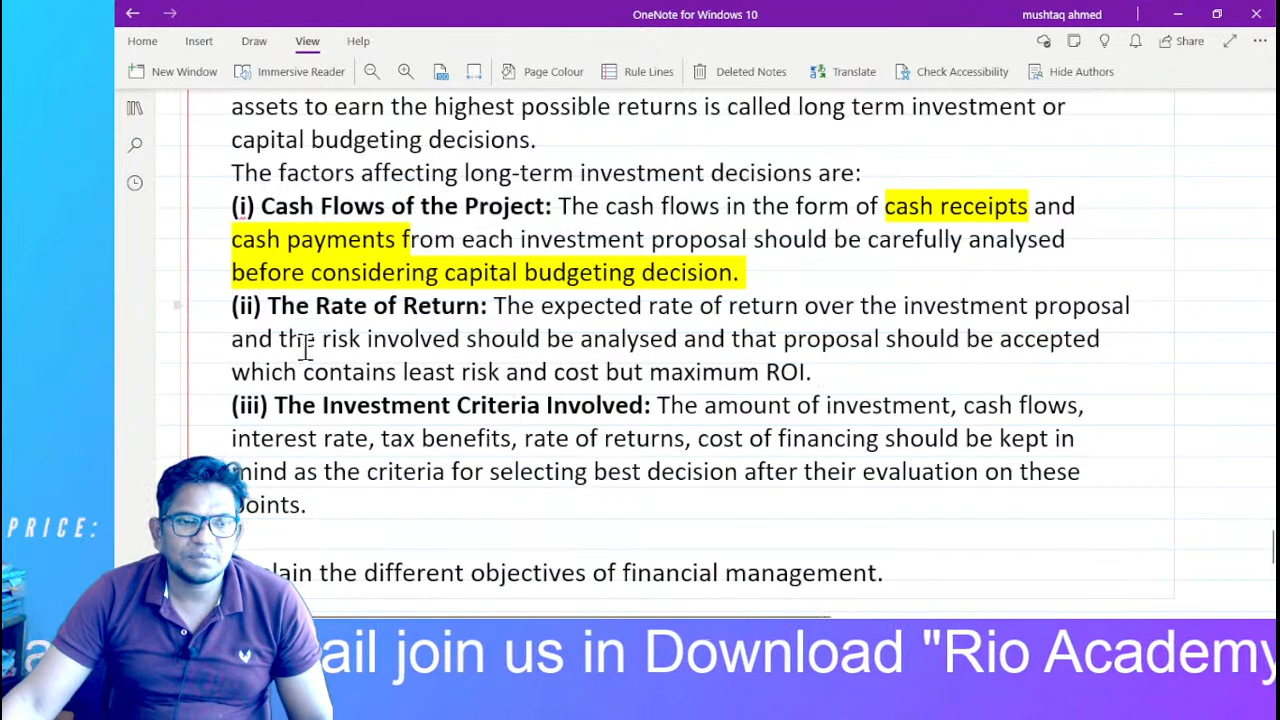 OneNote for Windows 10
mushtaq ahmed
Home Insert Draw View Help
Share
New Window Immersive Reader Page Colour Rule Lines Deleted Notes Translate Check Accessibility Hide Authors
assets to earn the highest possible returns is called long term investment or
capital budgeting decisions.
The factors affecting long-term investment decisions are:
(i) Cash Flows of the Project: The cash flows in the form of cash receipts and
cash payments from each investment proposal should be carefully analysed
before considering capital budgeting decision.
(ii) The Rate of Return: The expected rate of return over the investment proposal
and the risk involved should be analysed and that proposal should be accepted
which contains least risk and cost but maximum ROI.
(iii) The Investment Criteria Involved: The amount of investment, cash flows,
interest rate, tax benefits, rate of returns, cost of financing should be kept in
mind as the criteria for selecting best decision after their evaluation on these
points.
PRICE:
the different objectives of financial management.
join us in Download "Rio Academy